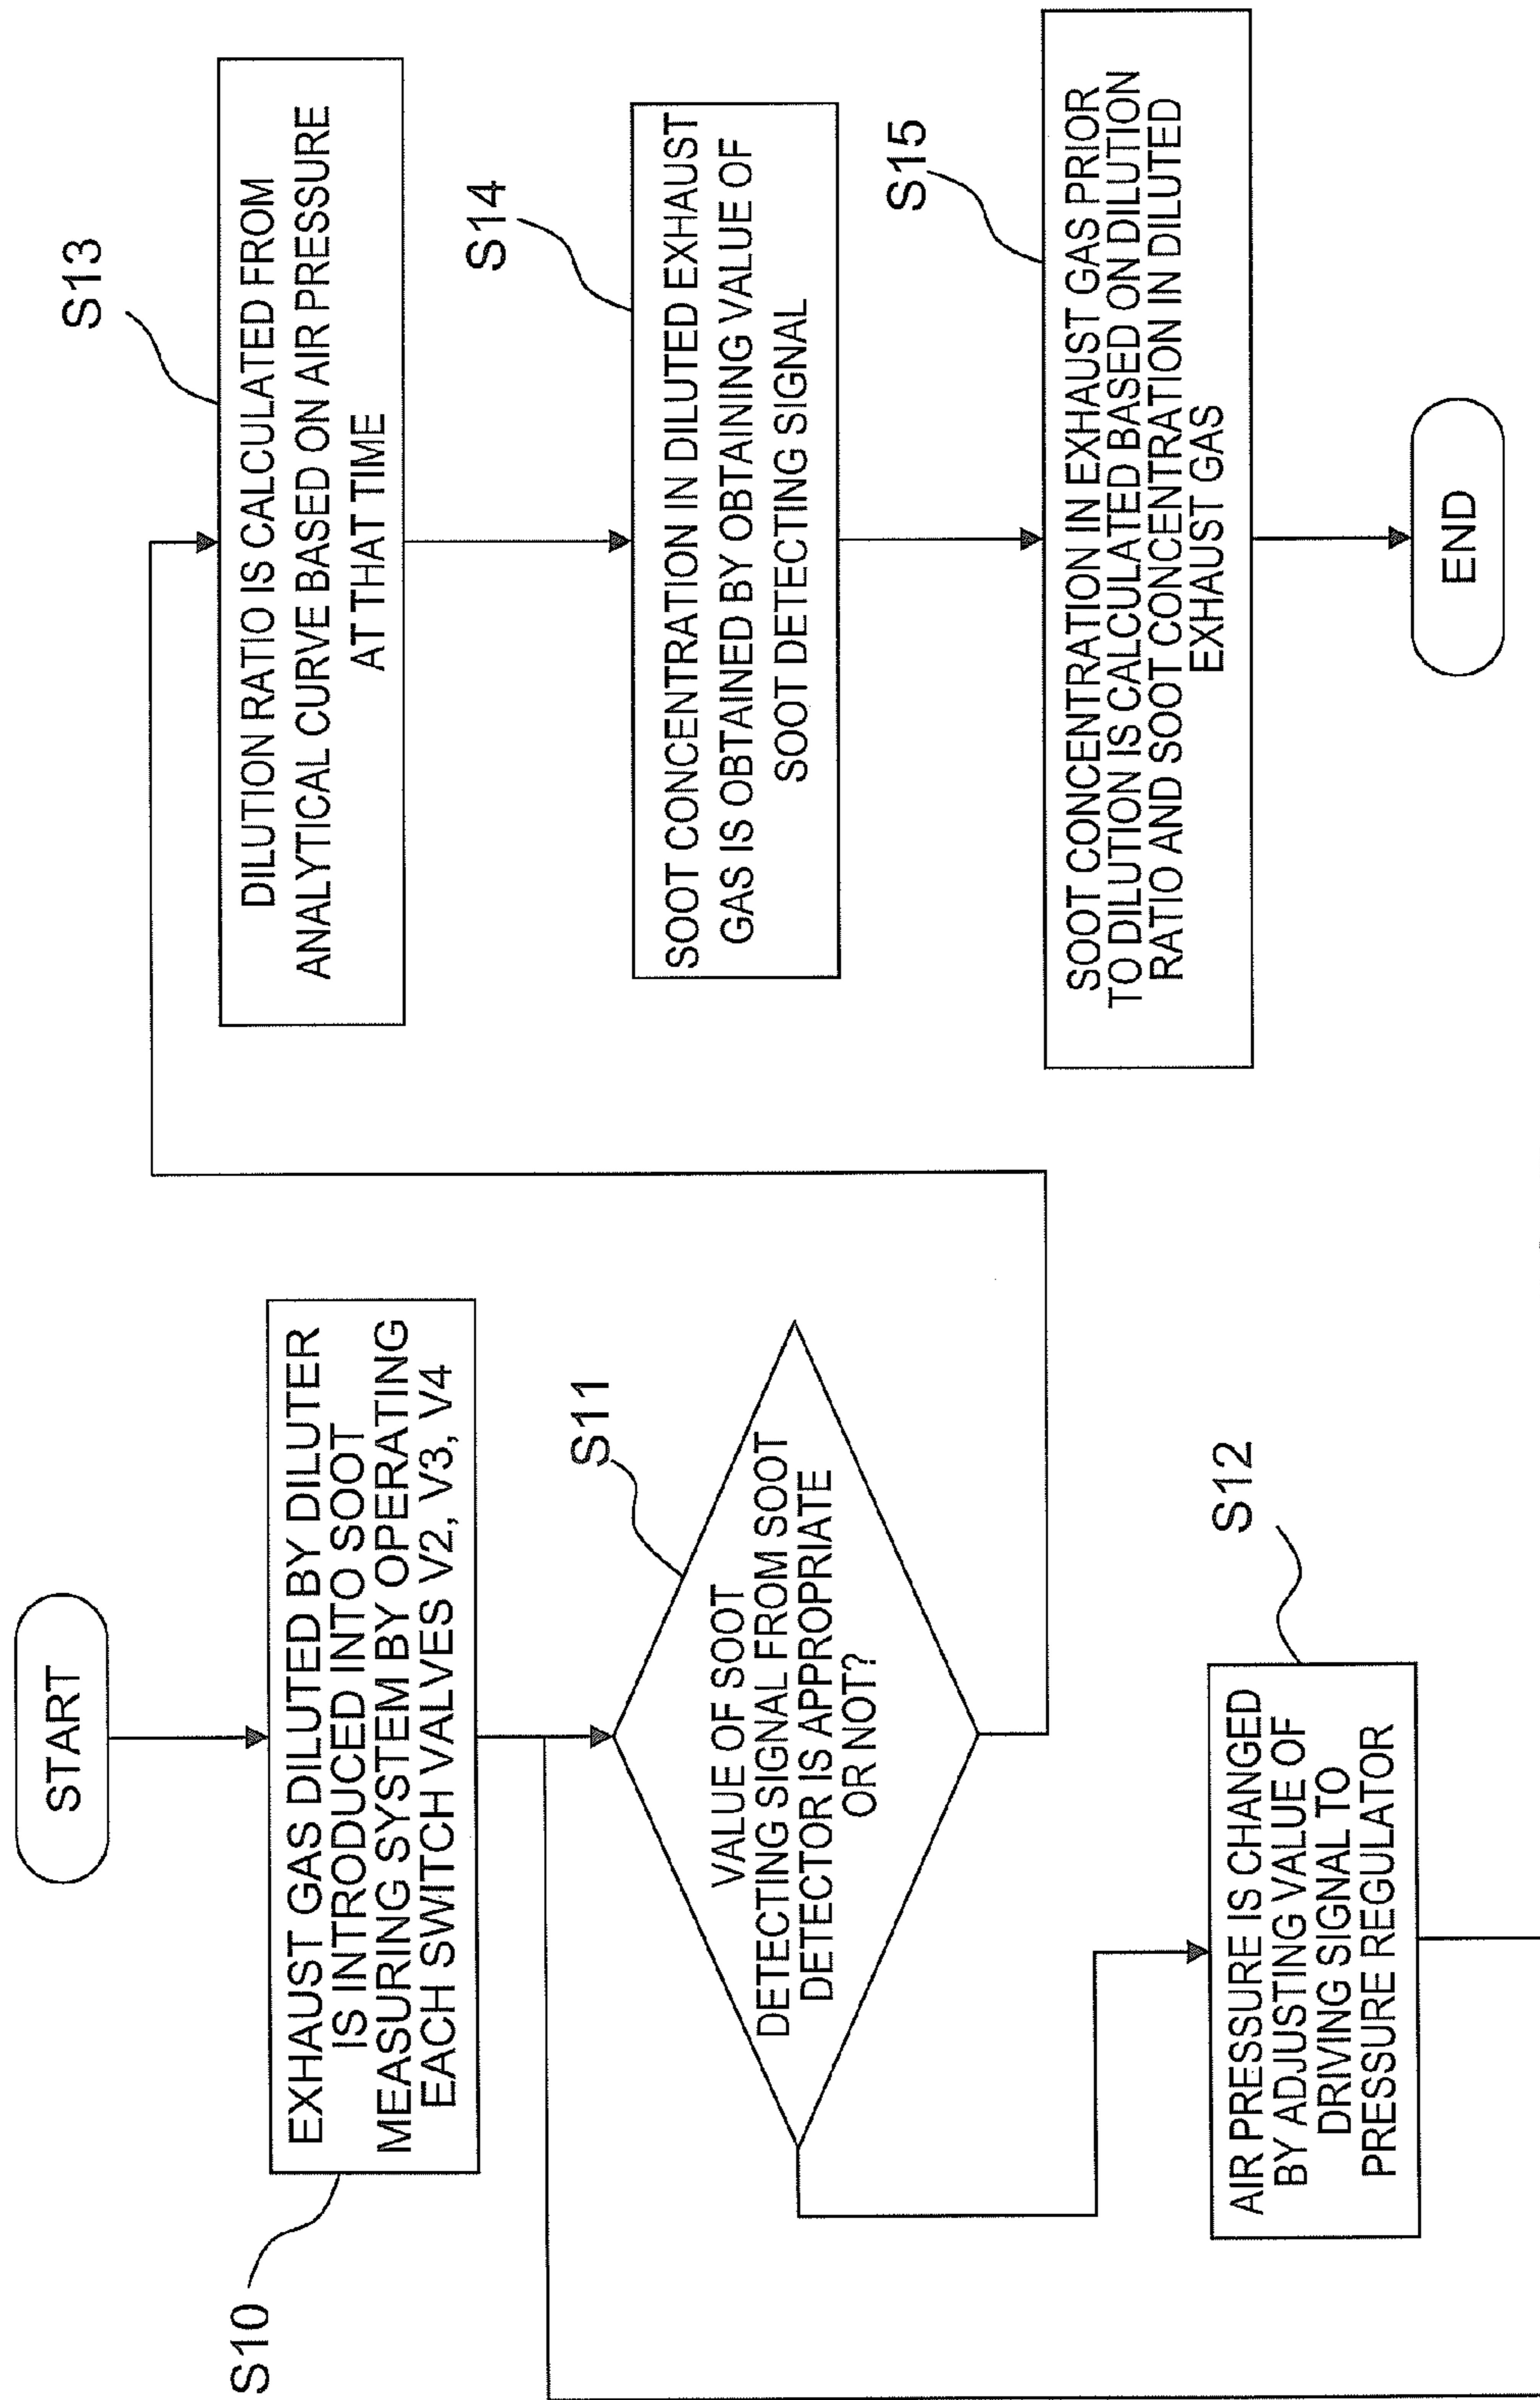 START
S10
EXHAUST GAS DILUTED BY DILUTER
IS INTRODUCED INTO SOOT
MEASURING SYSTEM BY OPERATING
EACH SWITCH VALVES V2, V3, V4
S11
VALUE OF SOOT
DETECTING SIGNAL FROM SOOT
DETECTOR IS APPROPRIATE
OR NOT?
S12
AIR PRESSURE IS CHANGED
BY ADJUSTING VALUE OF
DRIVING SIGNAL TO
PRESSURE REGULATOR
S13
DILUTION RATIO IS CALCULATED FROM
ANALYTICAL CURVE BASED ON AIR PRESSURE
AT THAT TIME
S14
SOOT CONCENTRATION IN DILUTED EXHAUST
GAS IS OBTAINED BY OBTAINING VALUE OF
SOOT DETECTING SIGNAL
S15
SOOT CONCENTRATION IN EXHAUST GAS PRIOR
TO DILUTION IS CALCULATED BASED ON DILUTION
RATIO AND SOOT CONCENTRATION IN DILUTED
EXHAUST GAS
END